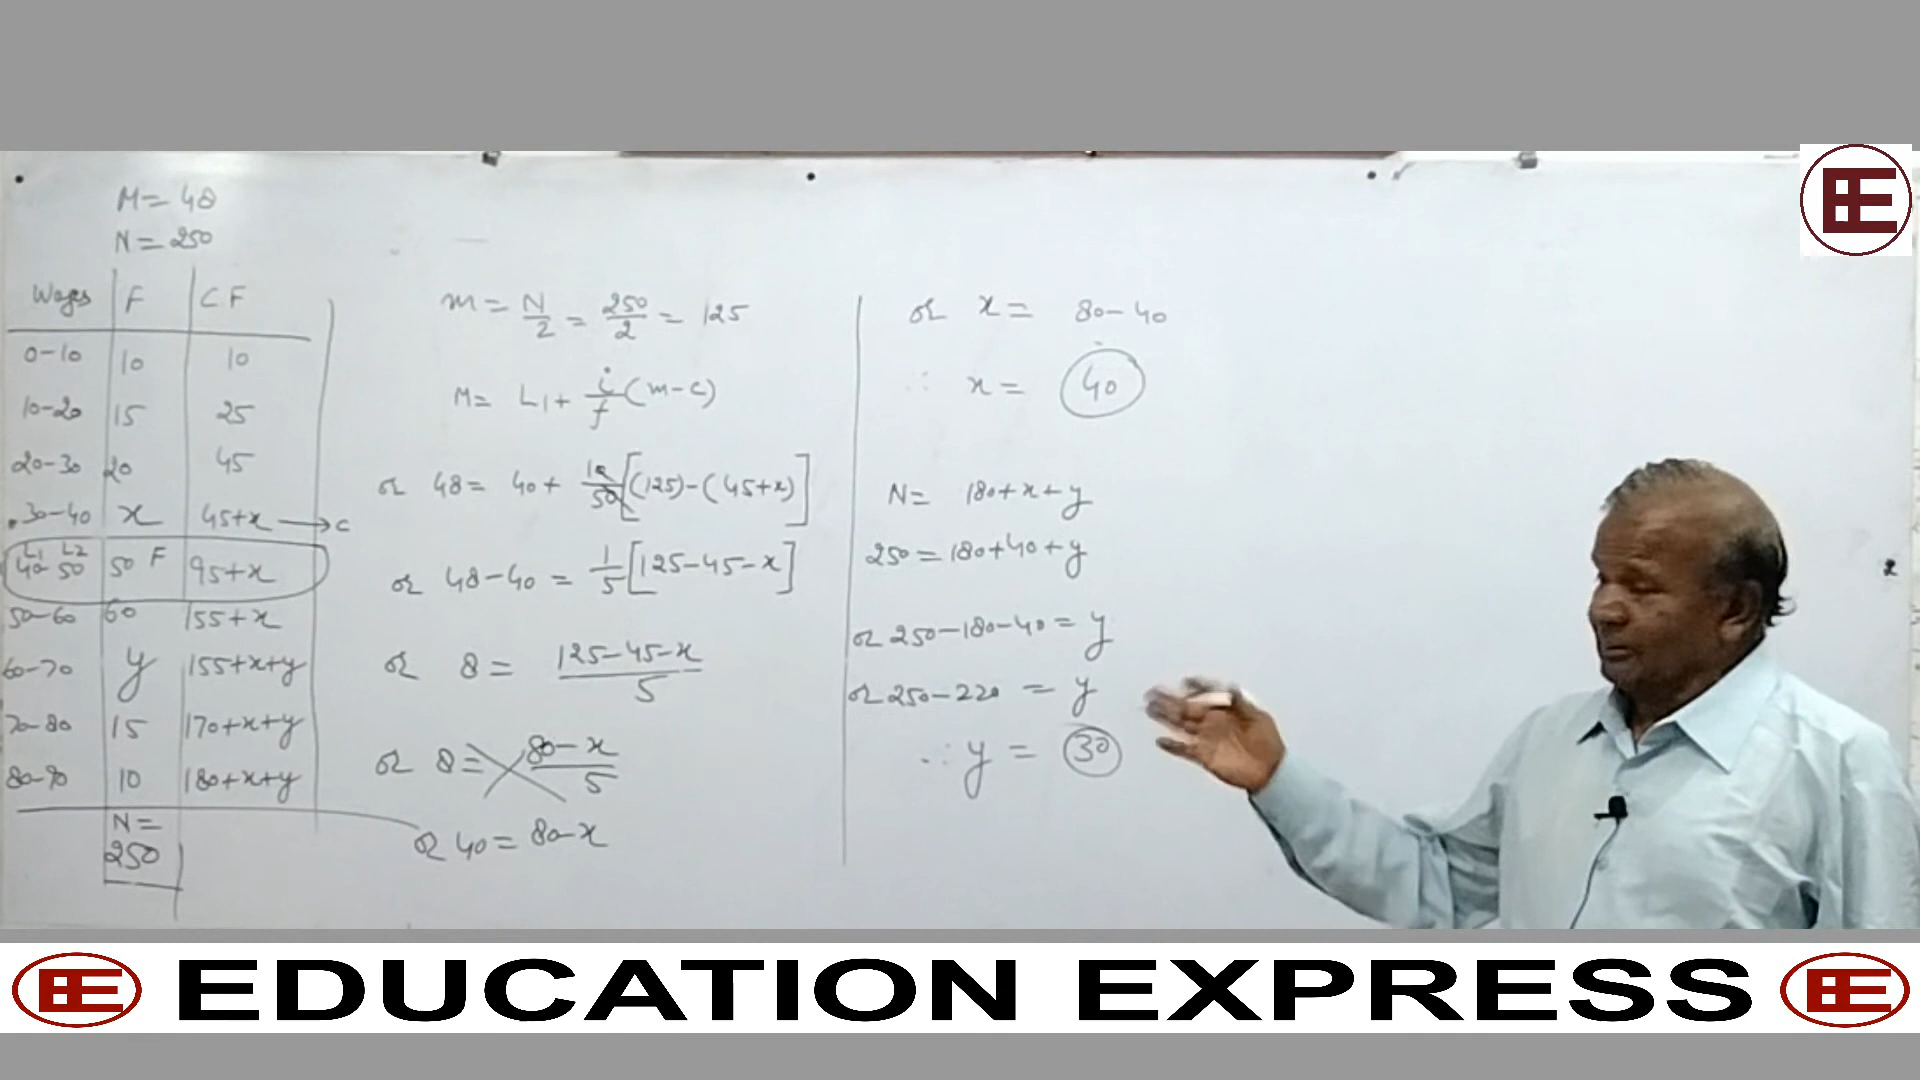 M = 48
N = 250
Wages F CF
0-10 10 10
10-20 15 25
20-30 20 45
30-40 x 45+x → C
L1 L2 F
40-50 50 95+x
50-60 60 155+x
60-70 y 155+x+y
70-80 15 170+x+y
80-90 10 180+x+y
N =
250
m = N/2 = 250/2 = 125
M = L1 + i/f (m-c)
or 48 = 40 + 10/50 [(125)-(45+x)]
or 48-40 = 1/5 [125-45-x]
or 8 = 125-45-x / 5
or 8 = 80-x / 5
or 40 = 80-x
or x = 80-40
∴ x = 40
N = 180+x+y
250 = 180+40+y
or 250-180-40 = y
or 250-220 = y
∴ y = 30
EE
EE EDUCATION EXPRESS EE